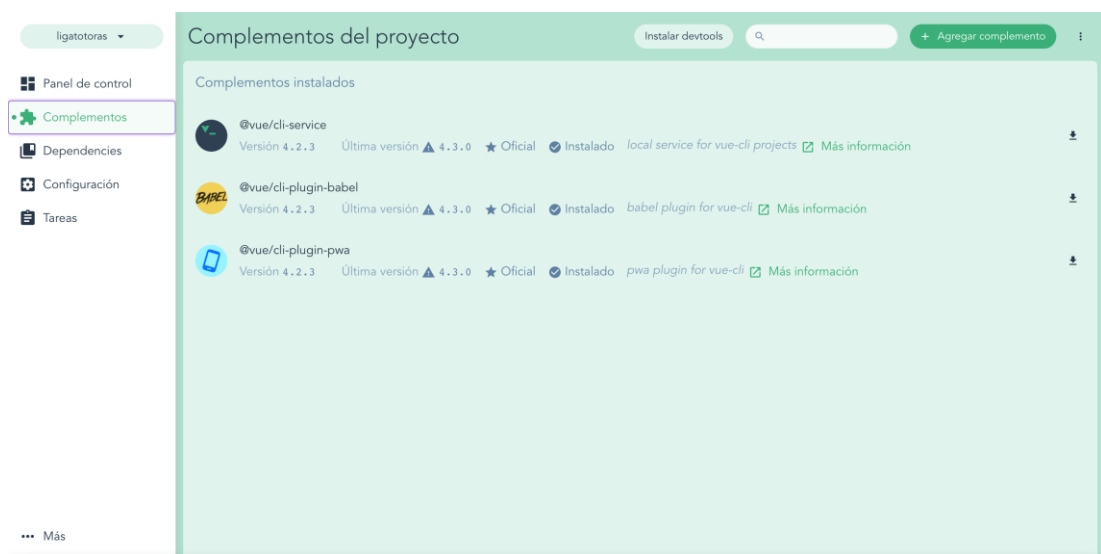 ligatotoras
Complementos del proyecto
Instalar devtools
+ Agregar complemento
Panel de control
Complementos
Dependencies
Configuración
Tareas
Complementos instalados
@vue/cli-service
Versión 4.2.3 Última versión 4.3.0 Oficial Instalado local service for vue-cli projects Más información
BABEL
@vue/cli-plugin-babel
Versión 4.2.3 Última versión 4.3.0 Oficial Instalado babel plugin for vue-cli Más información
@vue/cli-plugin-pwa
Versión 4.2.3 Última versión 4.3.0 Oficial Instalado pwa plugin for vue-cli Más información
Más